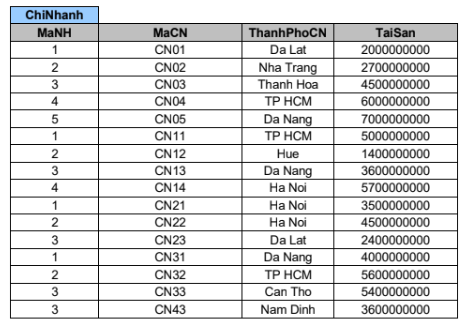 ChiNhanh
MaNH MaCN ThanhPhoCN TaiSan
1 CN01 Da Lat 2000000000
2 CN02 Nha Trang 2700000000
3 CN03 Thanh Hoa 4500000000
4 CN04 TP HCM 6000000000
5 CN05 Da Nang 7000000000
1 CN11 TP HCM 5000000000
2 CN12 Hue 1400000000
3 CN13 Da Nang 3600000000
4 CN14 Ha Noi 5700000000
1 CN21 Ha Noi 3500000000
2 CN22 Ha Noi 4500000000
3 CN23 Da Lat 2400000000
1 CN31 Da Nang 4000000000
2 CN32 TP HCM 5600000000
3 CN33 Can Tho 5400000000
3 CN43 Nam Dinh 3600000000